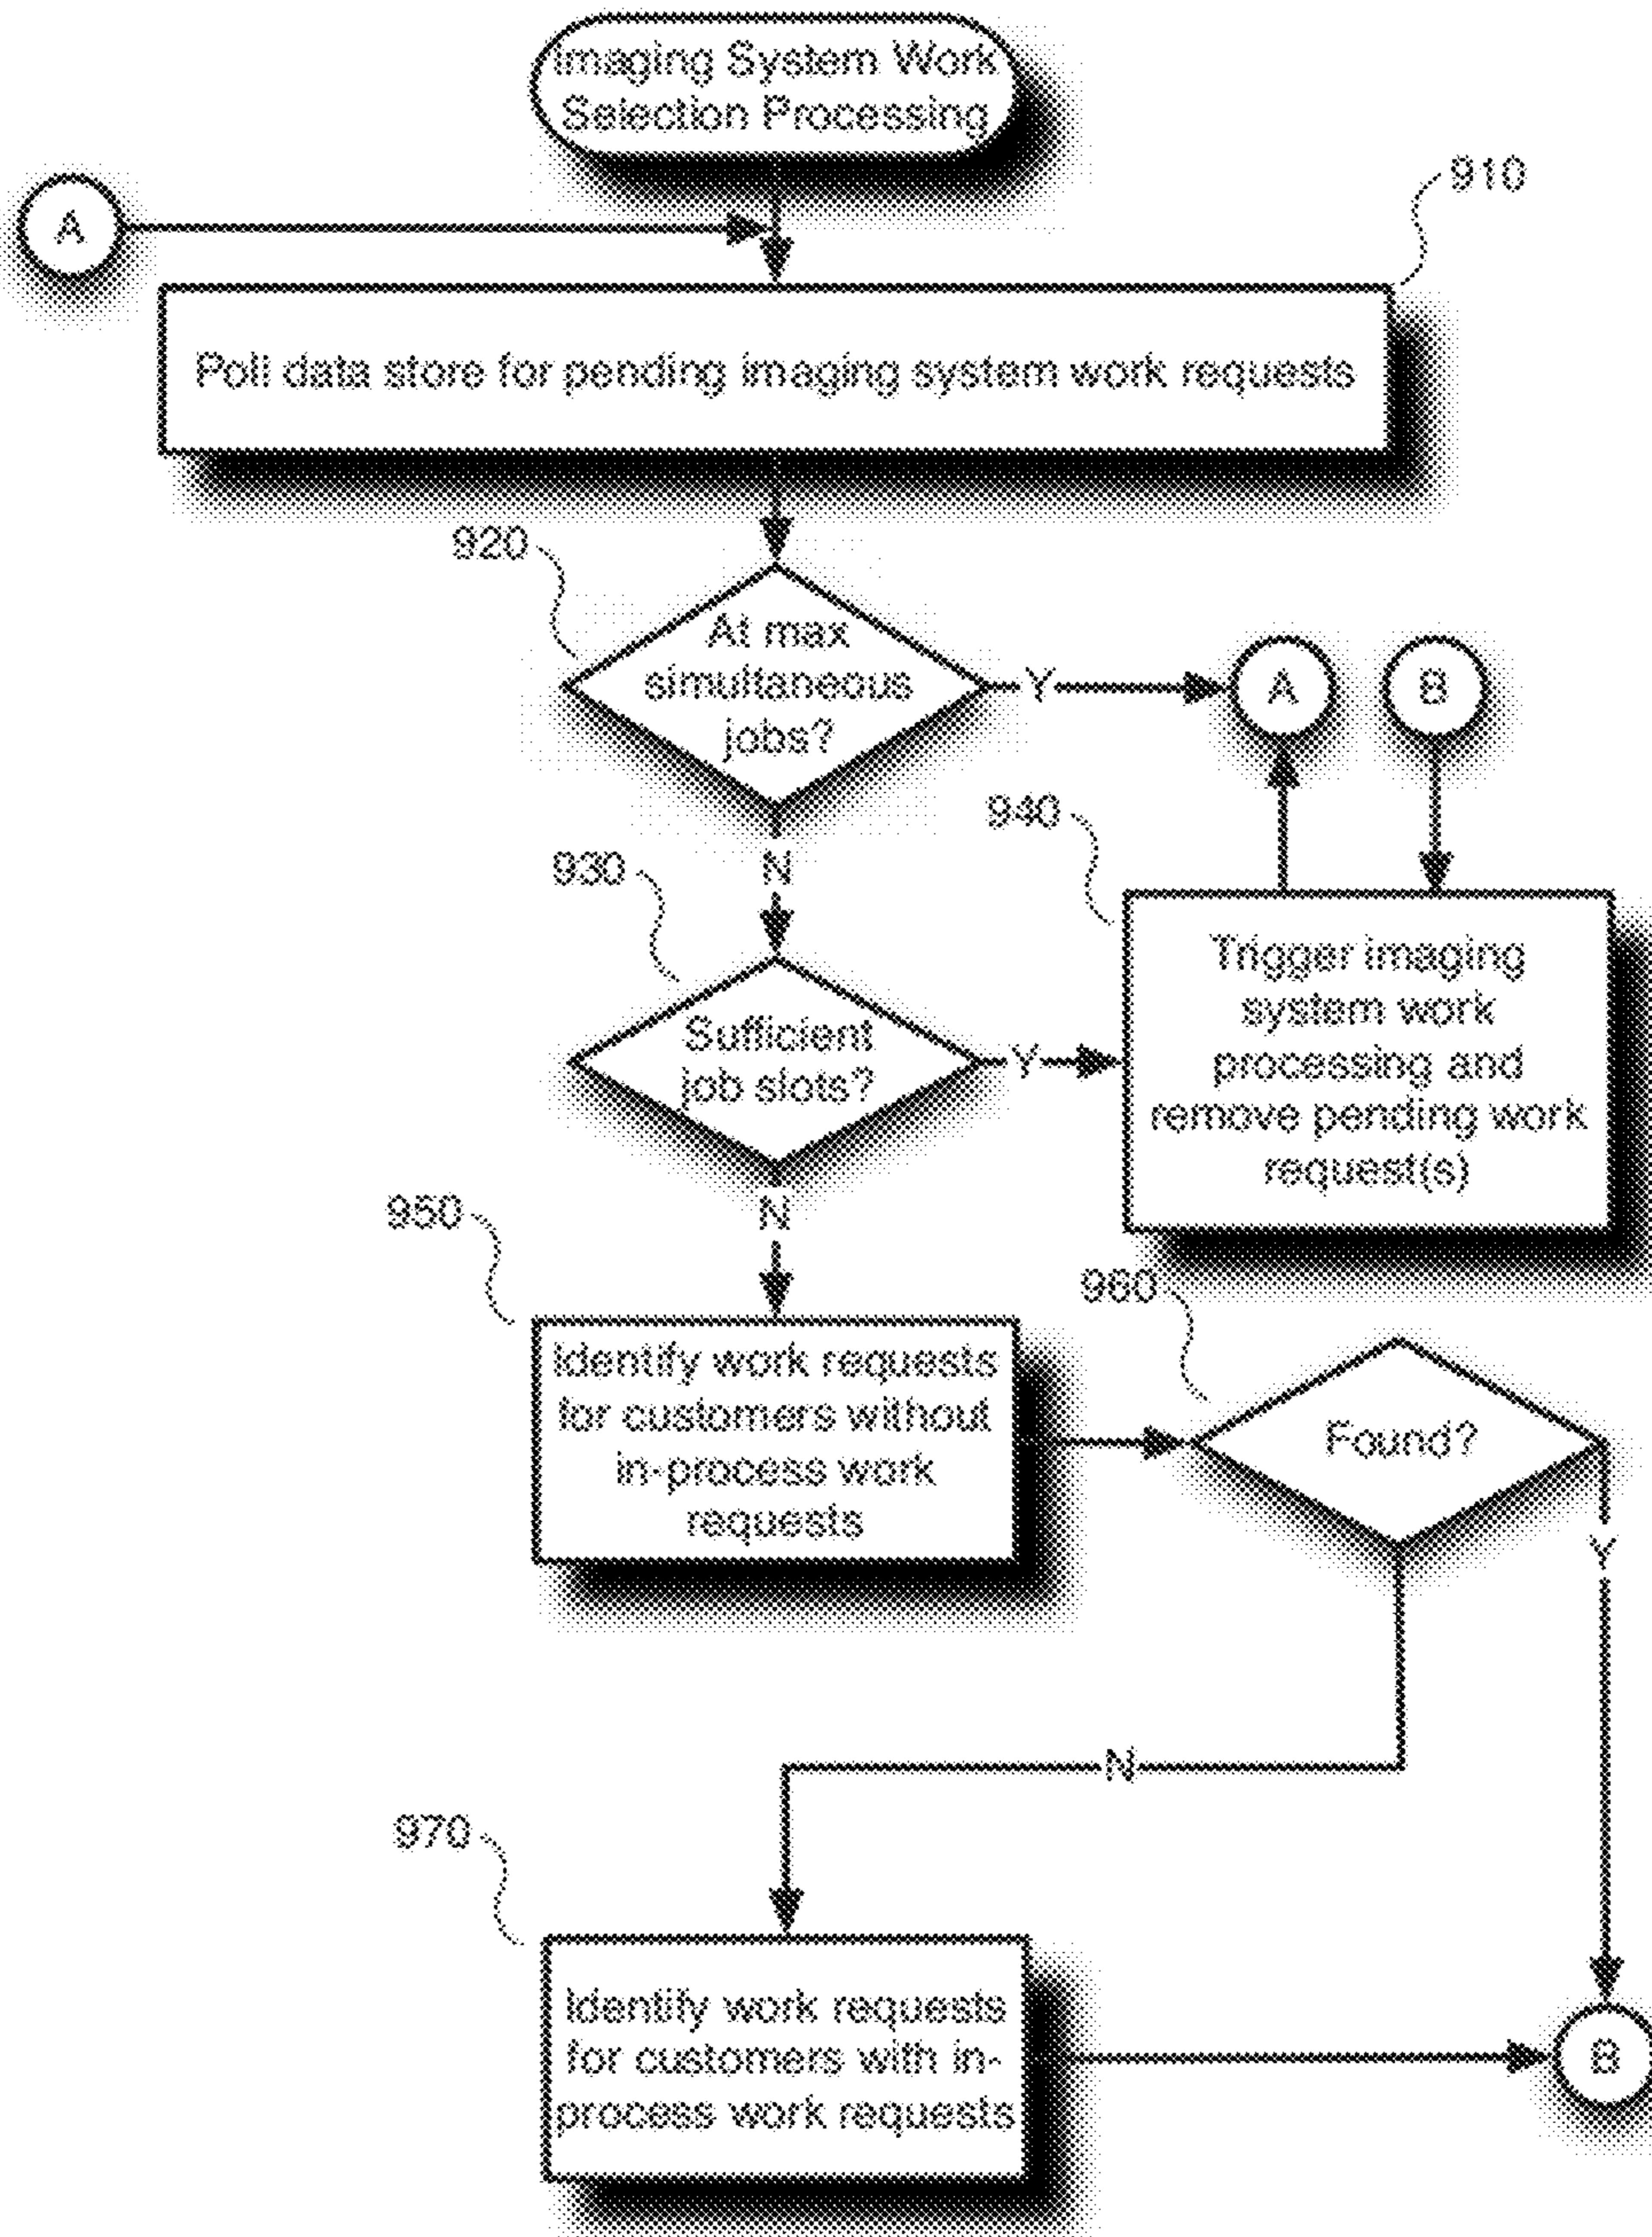 Imaging System Work
Selection Processing
910
A
Poll data store for pending imaging system work requests
920
At max
simultaneous
jobs?
Y
A
B
940
N
930
Trigger imaging
system work
processing and
remove pending work
request(s)
Sufficient
job slots?
Y
N
950
960
Identify work requests
for customers without
in-process work
requests
Found?
Y
N
970
Identify work requests
for customers with in-
process work requests
B